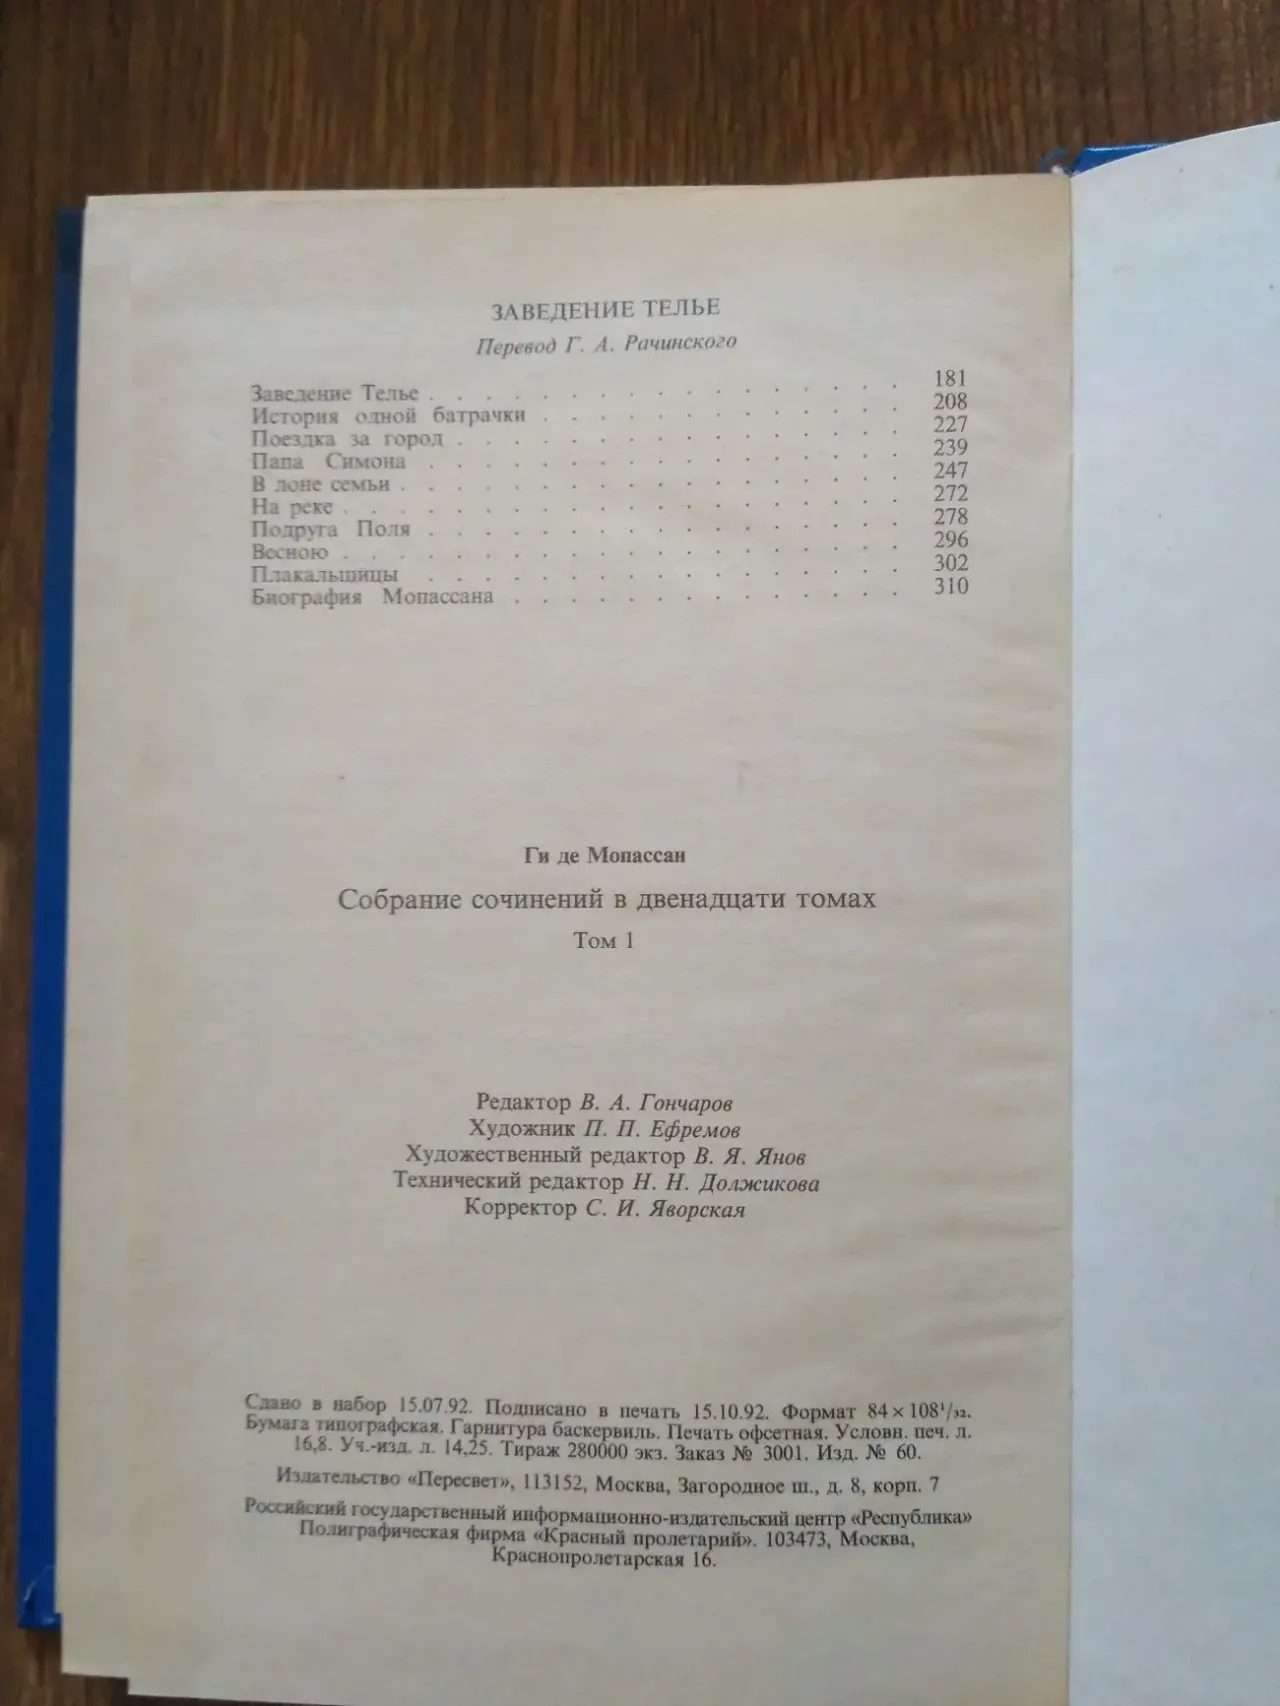 ЗАВЕДЕНИЕ ТЕЛЬЕ
Перевод Г. А. Рачинского
Заведение Телье . . . . . . . . . . . . . . . . 181
История одной батрачки . . . . . . . . . . . . . 208
Поездка за город . . . . . . . . . . . . . . . . 227
Папа Симона . . . . . . . . . . . . . . . . . 239
В лоне семьи . . . . . . . . . . . . . . . . . . 247
На реке . . . . . . . . . . . . . . . . . . . . 272
Подруга Поля . . . . . . . . . . . . . . . . . 278
Весною . . . . . . . . . . . . . . . . . . . . 296
Плакальщицы . . . . . . . . . . . . . . . . . 302
Биография Мопассана . . . . . . . . . . . . . . 310
Ги де Мопассан
Собрание сочинений в двенадцати томах
Том 1
Редактор В. А. Гончаров
Художник П. П. Ефремов
Художественный редактор В. Я. Янов
Технический редактор Н. Н. Должикова
Корректор С. И. Яворская
Сдано в набор 15.07.92. Подписано в печать 15.10.92. Формат 84×108¹/₃₂.
Бумага типографская. Гарнитура баскервиль. Печать офсетная. Условн. печ. л.
16,8. Уч.-изд. л. 14,25. Тираж 280000 экз. Заказ № 3001. Изд. № 60.
Издательство «Пересвет», 113152, Москва, Загородное ш., д. 8, корп. 7
Российский государственный информационно-издательский центр «Республика»
Полиграфическая фирма «Красный пролетарий». 103473, Москва,
Краснопролетарская 16.